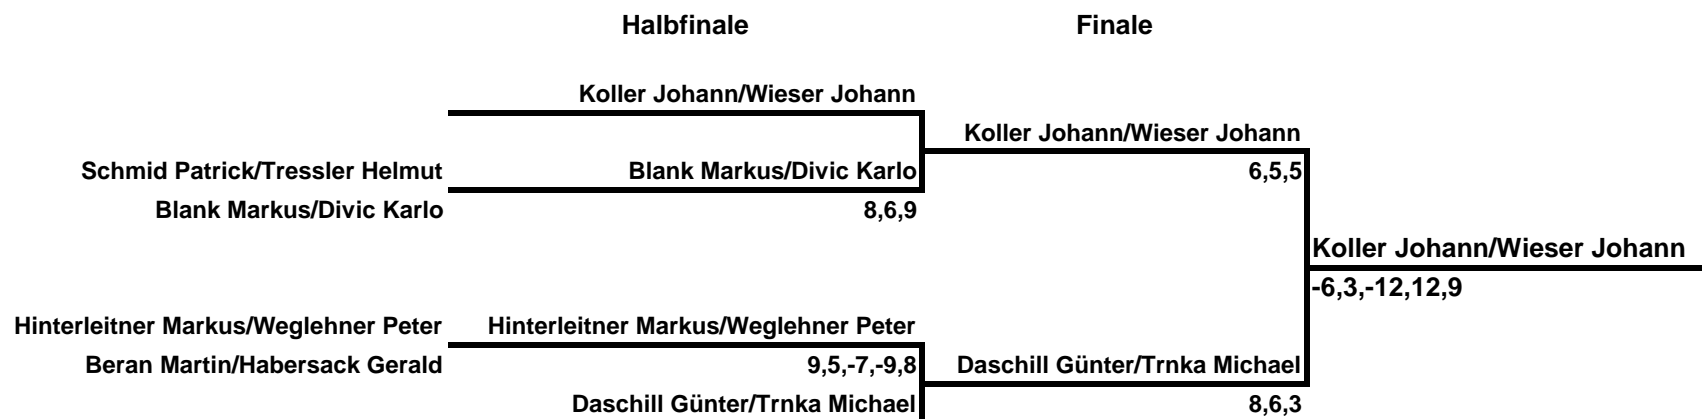 Halbfinale Finale
Koller Johann/Wieser Johann
Koller Johann/Wieser Johann
Schmid Patrick/Tressler Helmut Blank Markus/Divic Karlo 6,5,5
Blank Markus/Divic Karlo 8,6,9
Koller Johann/Wieser Johann
-6,3,-12,12,9
Hinterleitner Markus/Weglehner Peter Hinterleitner Markus/Weglehner Peter
Beran Martin/Habersack Gerald 9,5,-7,-9,8 Daschill Günter/Trnka Michael
Daschill Günter/Trnka Michael 8,6,3